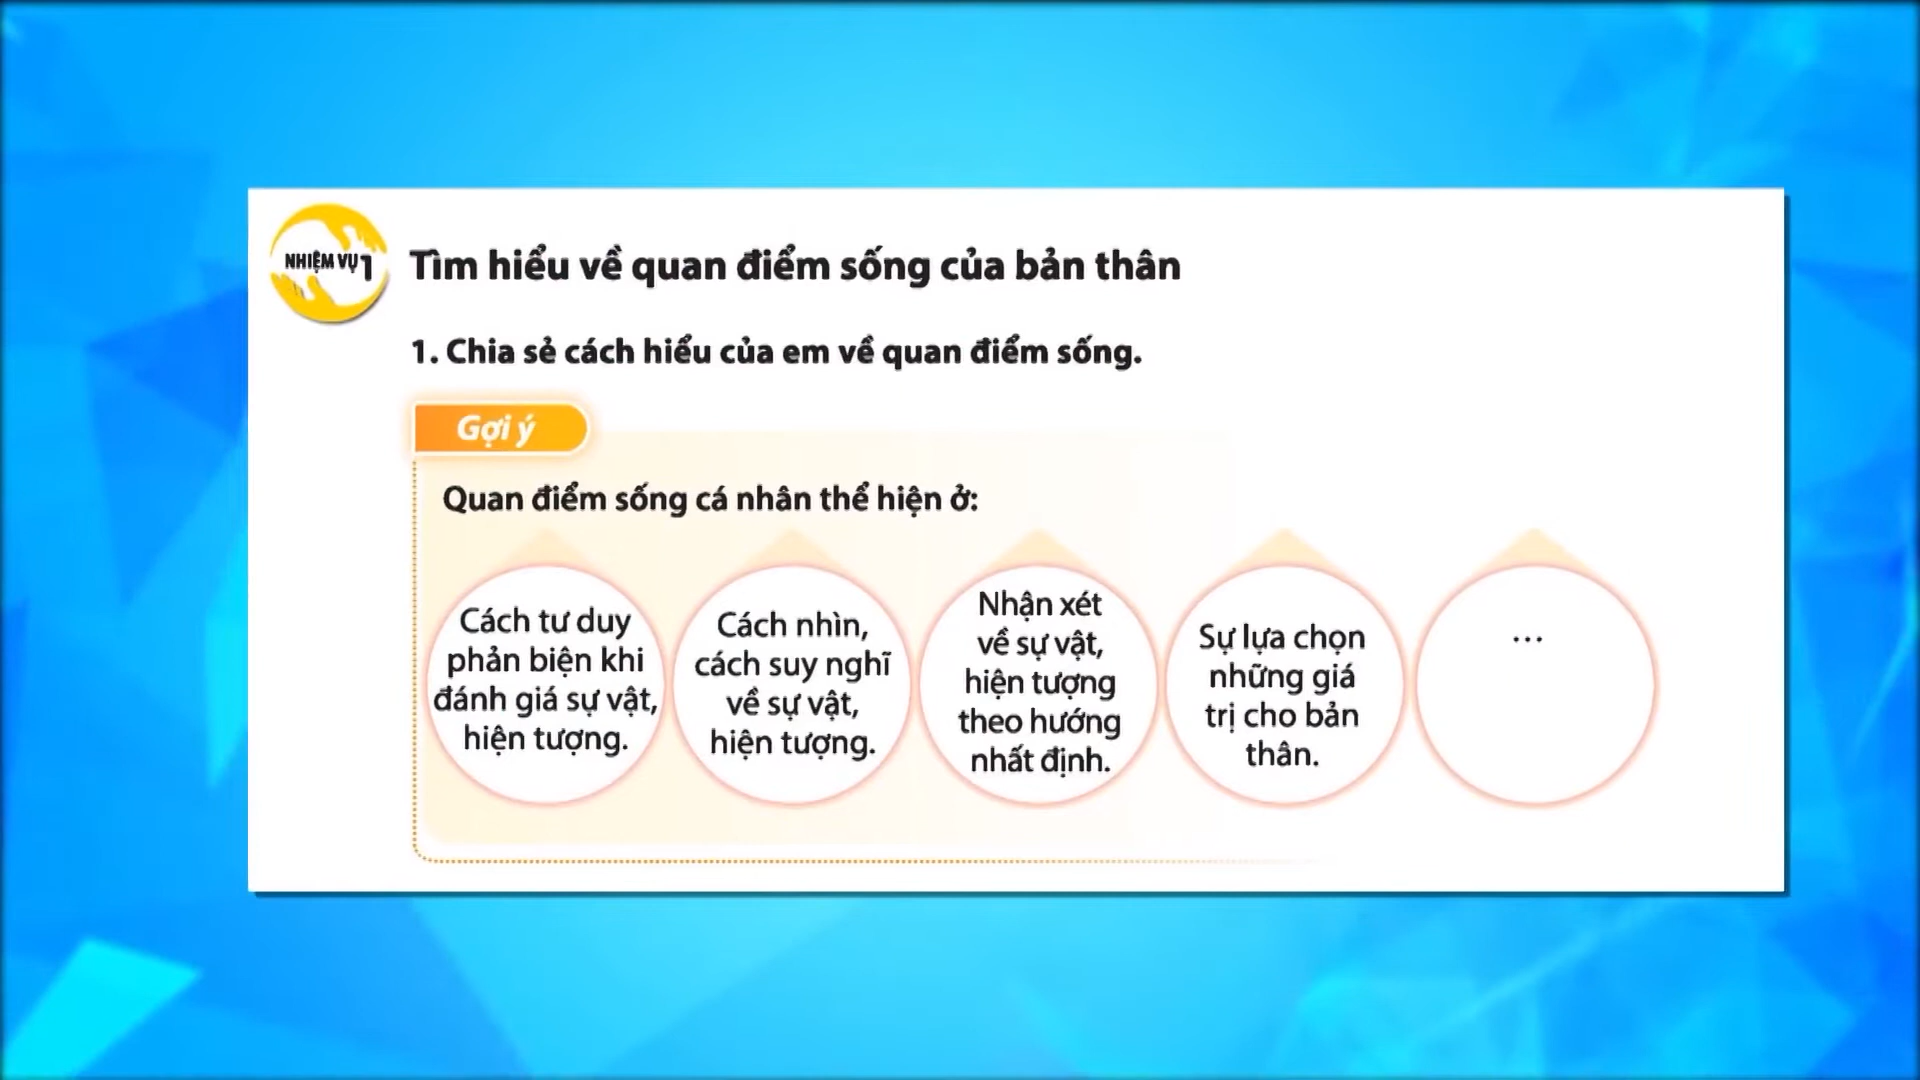 NHIỆM VỤ 1
Tìm hiểu về quan điểm sống của bản thân
1. Chia sẻ cách hiểu của em về quan điểm sống.
Gợi ý
Quan điểm sống cá nhân thể hiện ở:
Cách tư duy
phản biện khi
đánh giá sự vật,
hiện tượng.
Cách nhìn,
cách suy nghĩ
về sự vật,
hiện tượng.
Nhận xét
về sự vật,
hiện tượng
theo hướng
nhất định.
Sự lựa chọn
những giá
trị cho bản
thân.
...